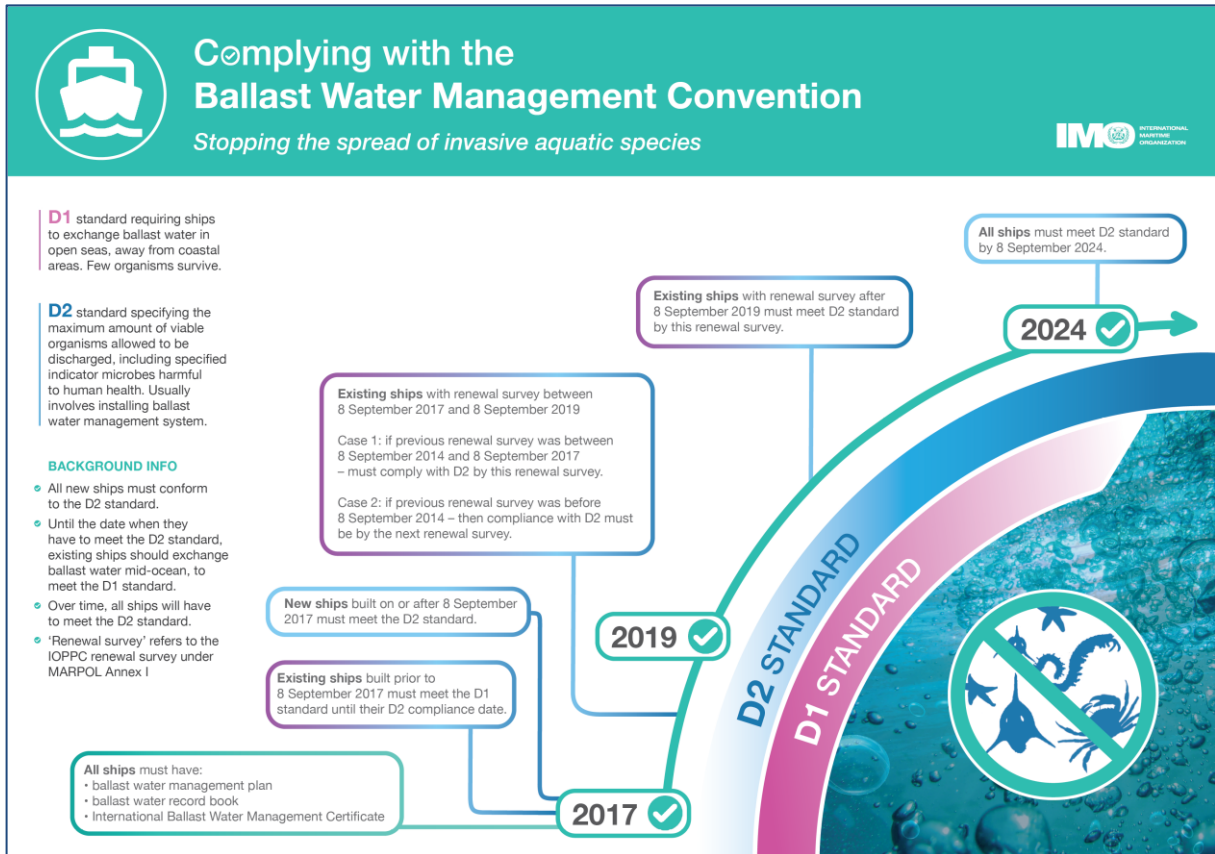 Complying with the
Ballast Water Management Convention
Stopping the spread of invasive aquatic species
IMO
INTERNATIONAL
MARITIME
ORGANIZATION
D1 standard requiring ships
to exchange ballast water in
open seas, away from coastal
areas. Few organisms survive.
D2 standard specifying the
maximum amount of viable
organisms allowed to be
discharged, including specified
indicator microbes harmful
to human health. Usually
involves installing ballast
water management system.
BACKGROUND INFO
All new ships must conform
to the D2 standard.
Until the date when they
have to meet the D2 standard,
existing ships should exchange
ballast water mid-ocean, to
meet the D1 standard.
Over time, all ships will have
to meet the D2 standard.
‘Renewal survey’ refers to the
IOPPC renewal survey under
MARPOL Annex I
All ships must meet D2 standard
by 8 September 2024.
2024
Existing ships with renewal survey after
8 September 2019 must meet D2 standard
by this renewal survey.
Existing ships with renewal survey between
8 September 2017 and 8 September 2019
Case 1: if previous renewal survey was between
8 September 2014 and 8 September 2017
– must comply with D2 by this renewal survey.
Case 2: if previous renewal survey was before
8 September 2014 – then compliance with D2 must
be by the next renewal survey.
2019
New ships built on or after 8 September
2017 must meet the D2 standard.
Existing ships built prior to
8 September 2017 must meet the D1
standard until their D2 compliance date.
All ships must have:
• ballast water management plan
• ballast water record book
• International Ballast Water Management Certificate
2017
D2 STANDARD
D1 STANDARD